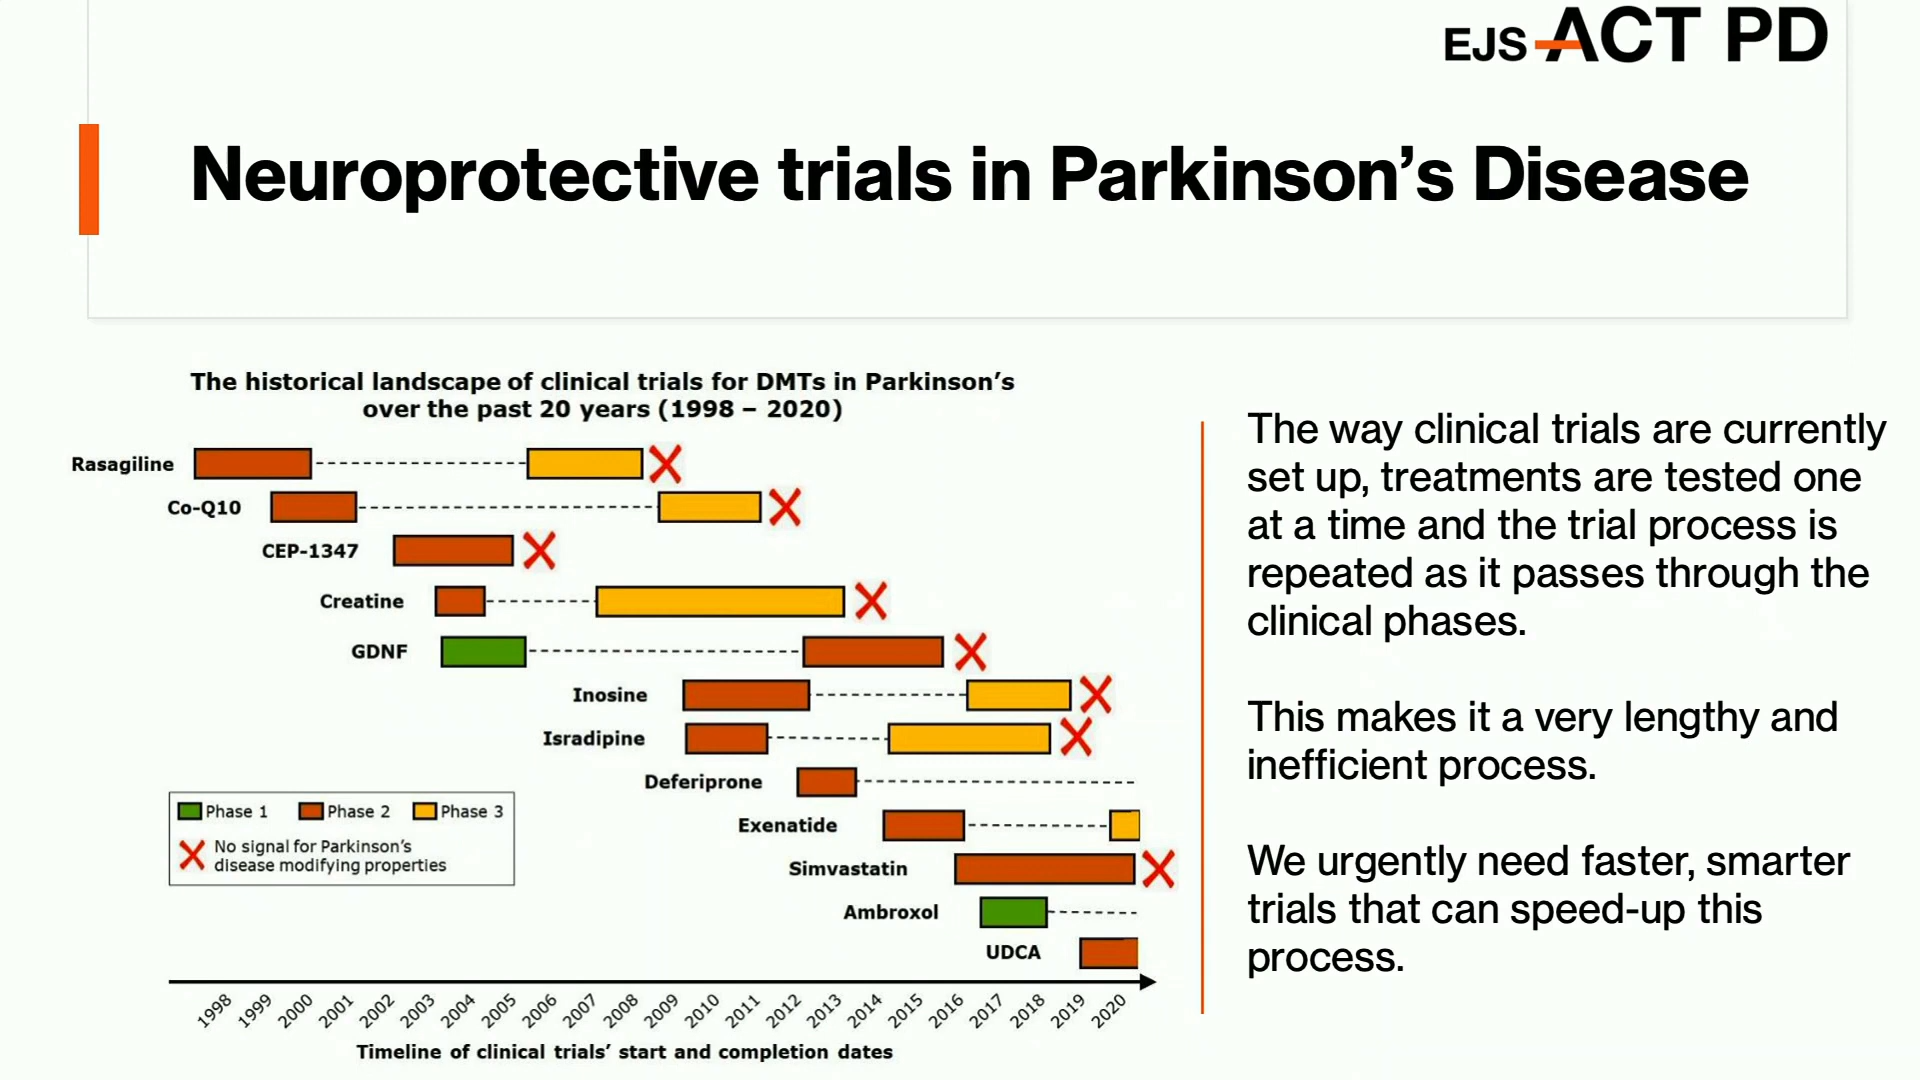 EJS ACT PD
Neuroprotective trials in Parkinson’s Disease
The historical landscape of clinical trials for DMTs in Parkinson’s
over the past 20 years (1998 – 2020)
Rasagiline
Co-Q10
CEP-1347
Creatine
GDNF
Inosine
Isradipine
Deferiprone
Exenatide
Simvastatin
Ambroxol
UDCA
Phase 1 Phase 2 Phase 3
No signal for Parkinson’s
disease modifying properties
1998 1999 2000 2001 2002 2003 2004 2005 2006 2007 2008 2009 2010 2011 2012 2013 2014 2015 2016 2017 2018 2019 2020
Timeline of clinical trials’ start and completion dates
The way clinical trials are currently
set up, treatments are tested one
at a time and the trial process is
repeated as it passes through the
clinical phases.
This makes it a very lengthy and
inefficient process.
We urgently need faster, smarter
trials that can speed-up this
process.